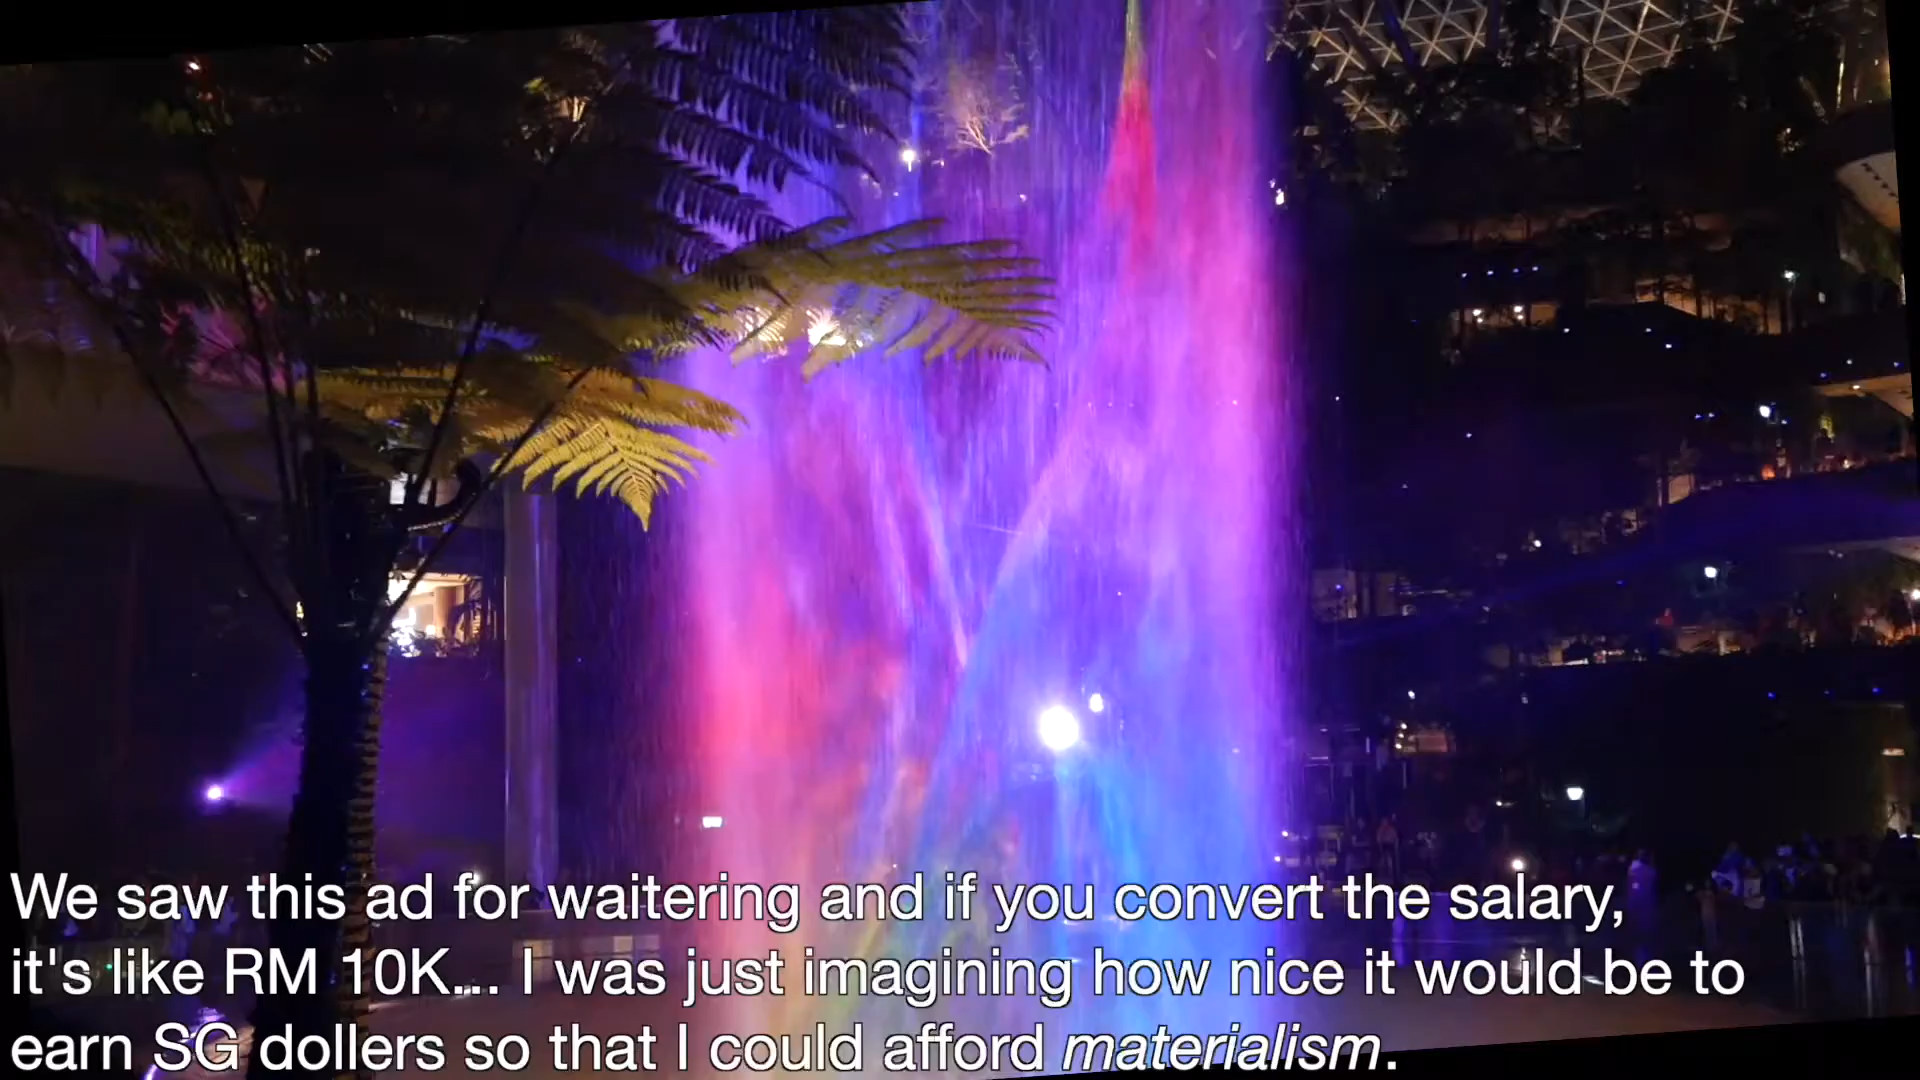 We saw this ad for waitering and if you convert the salary,
it's like RM 10K... I was just imagining how nice it would be to
earn SG dollers so that I could afford materialism.